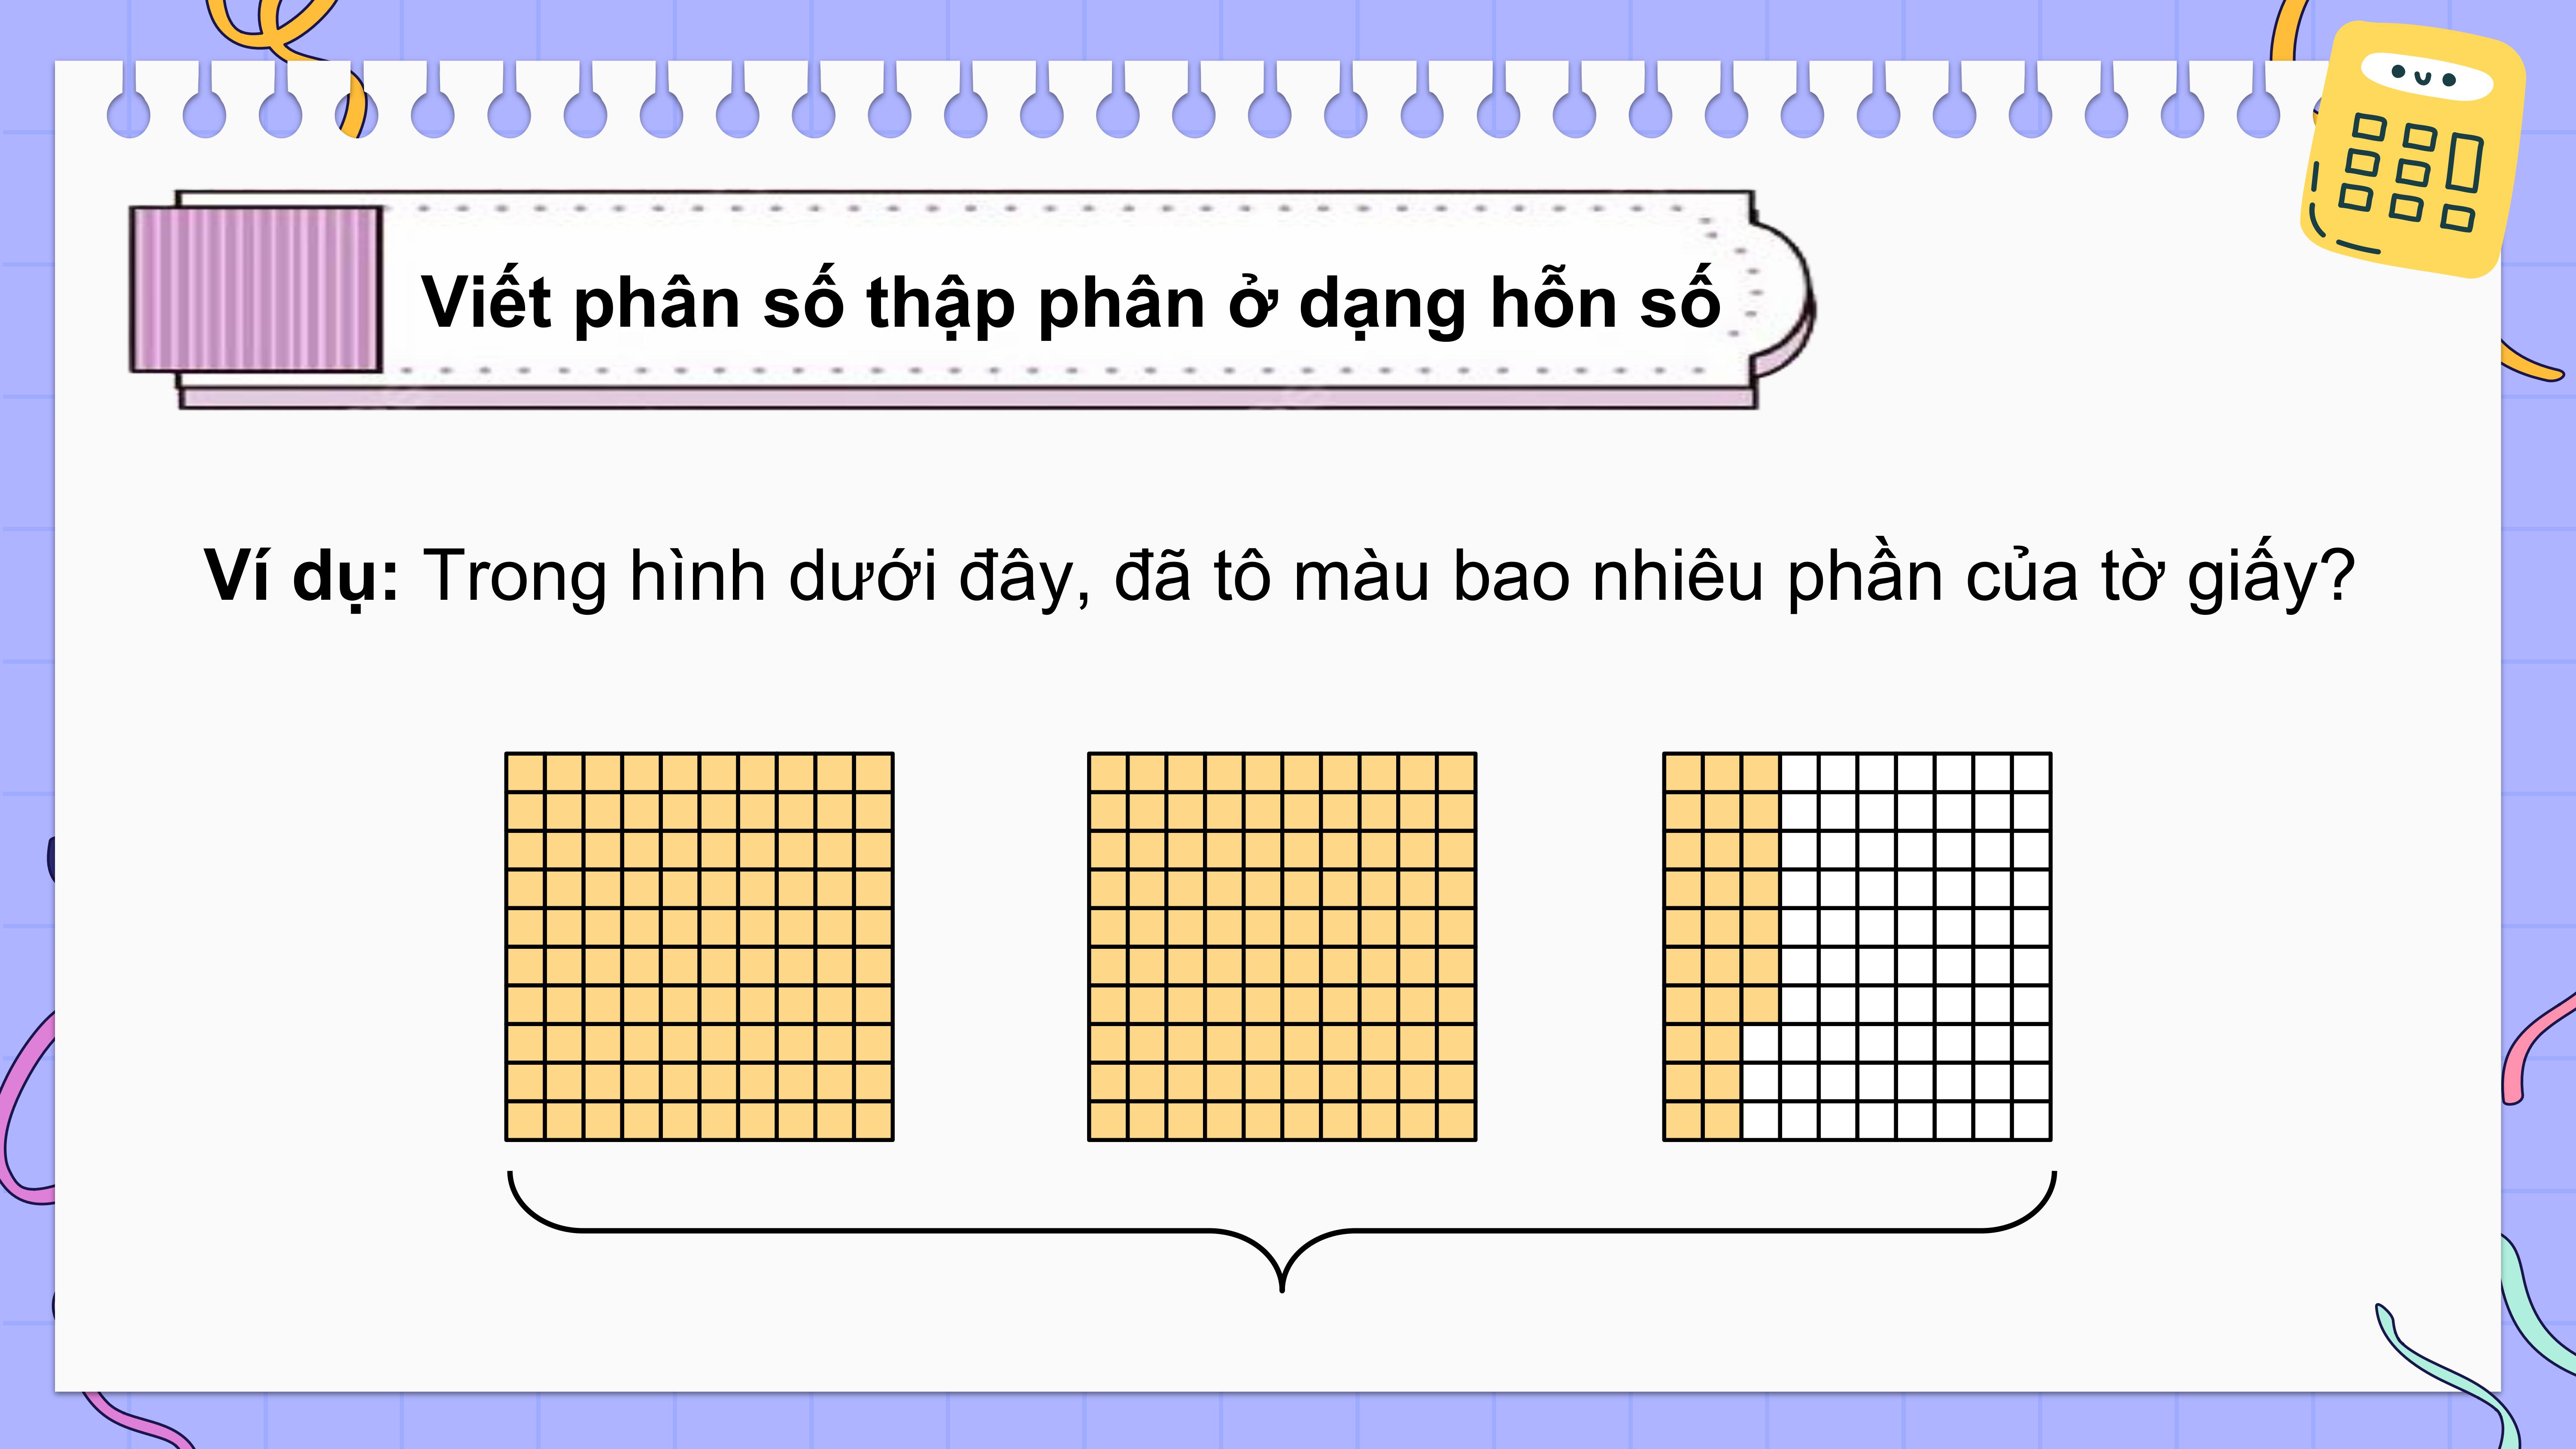 Viết phân số thập phân ở dạng hỗn số
Ví dụ: Trong hình dưới đây, đã tô màu bao nhiêu phần của tờ giấy?